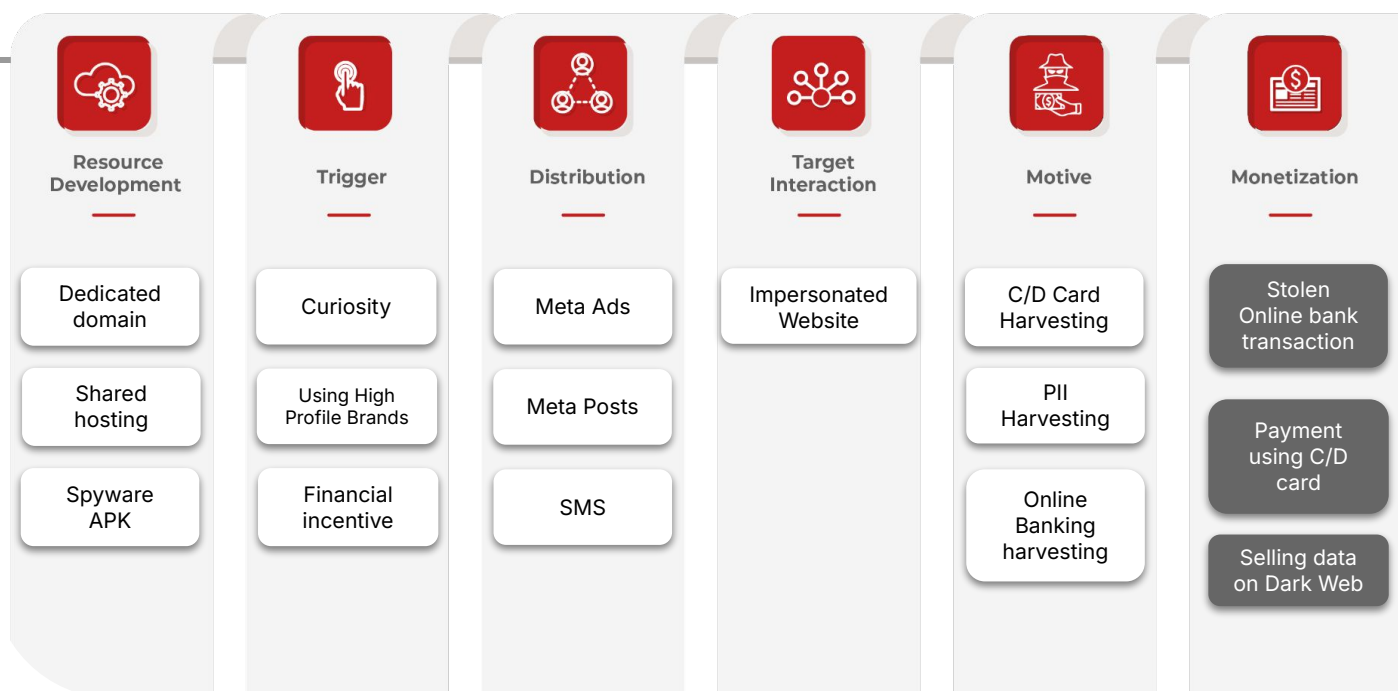 Resource
Development
Dedicated
domain
Shared
hosting
Spyware
APK
Trigger
Curiosity
Using High
Profile Brands
Financial
incentive
Distribution
Meta Ads
Meta Posts
SMS
Target
Interaction
Impersonated
Website
Motive
C/D Card
Harvesting
PII
Harvesting
Online
Banking
harvesting
Monetization
Stolen
Online bank
transaction
Payment
using C/D
card
Selling data
on Dark Web